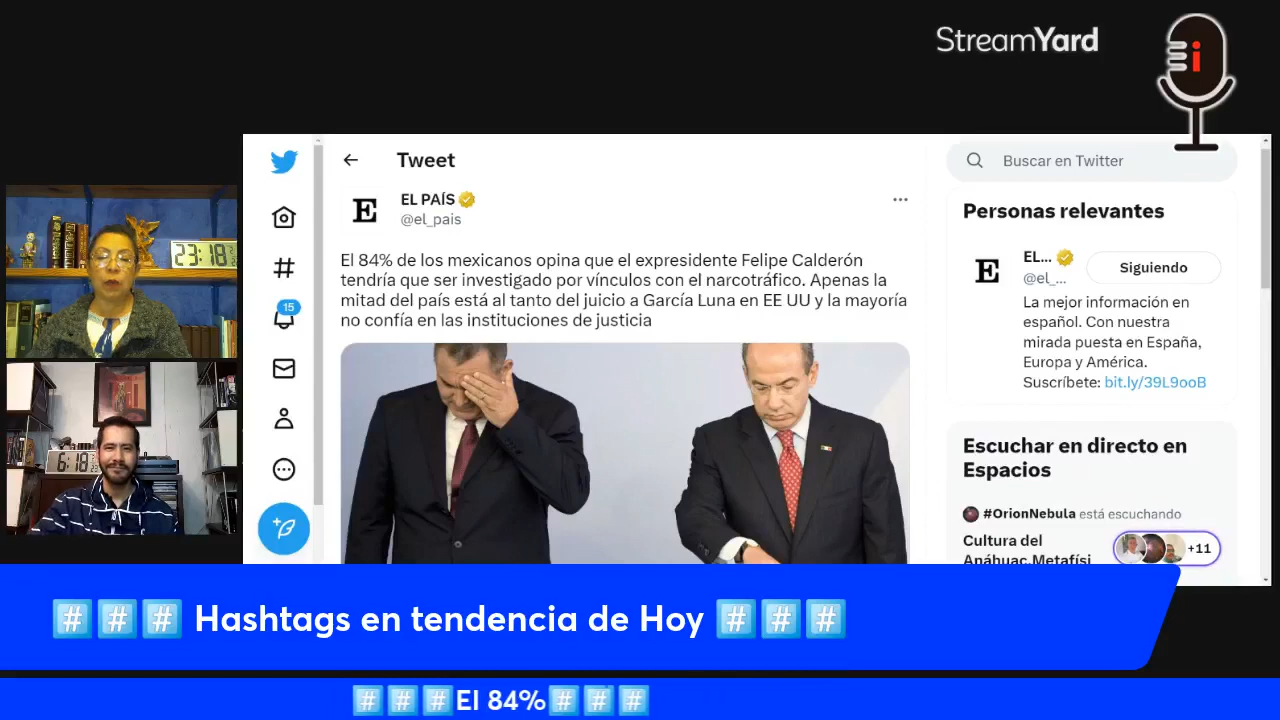 StreamYard
i
Tweet
Buscar en Twitter
EL PAÍS
@el_pais
E
El 84% de los mexicanos opina que el expresidente Felipe Calderón
tendría que ser investigado por vínculos con el narcotráfico. Apenas la
mitad del país está al tanto del juicio a García Luna en EE UU y la mayoría
no confía en las instituciones de justicia
15
Personas relevantes
E
EL...
@el_...
Siguiendo
La mejor información en
español. Con nuestra
mirada puesta en España,
Europa y América.
Suscríbete: bit.ly/39L9ooB
Escuchar en directo en
Espacios
#OrionNebula está escuchando
Cultura del
Anáhuac,Metafísi
+11
23:18
6:18
# # # Hashtags en tendencia de Hoy # # #
# # # El 84% # # #